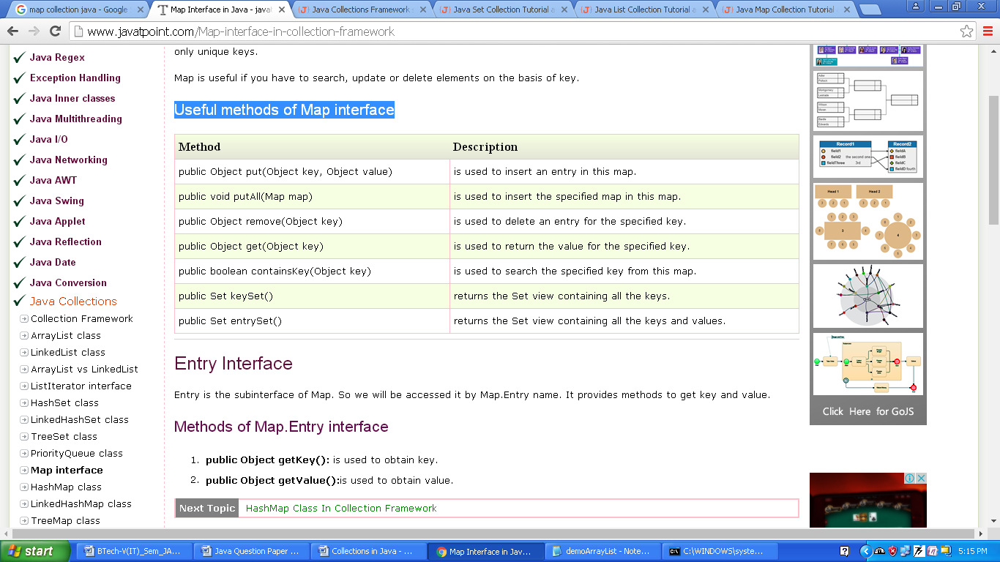 map collection java - Google
Map Interface in Java - javat
Java Collections Framework
Java Set Collection Tutorial a
Java List Collection Tutorial a
Java Map Collection Tutorial
www.javatpoint.com/Map-interface-in-collection-framework
Java Regex
Exception Handling
Java Inner classes
Java Multithreading
Java I/O
Java Networking
Java AWT
Java Swing
Java Applet
Java Reflection
Java Date
Java Conversion
Java Collections
Collection Framework
ArrayList class
LinkedList class
ArrayList vs LinkedList
ListIterator interface
HashSet class
LinkedHashSet class
TreeSet class
PriorityQueue class
Map interface
HashMap class
LinkedHashMap class
TreeMap class
only unique keys.
Map is useful if you have to search, update or delete elements on the basis of key.
Useful methods of Map interface
Method Description
public Object put(Object key, Object val is used to insert an entry in this map.
public void putAll(Map map) is used to insert the specified map in this map.
public Object remove(Object key) is used to delete an entry for the specified key.
public Object get(Object key) is used to return the value for the specified key.
public boolean containsKey(Object key) is used to search the specified key from this map.
public Set keySet() returns the Set view containing all the keys.
public Set entrySet() returns the Set view containing all the keys and values.
Entry Interface
Entry is the subinterface of Map. So we will be accessed it by Map.Entry name. It provides methods to get key and value.
Methods of Map.Entry interface
1. public Object getKey(): is used to obtain key.
2. public Object getValue():is used to obtain value.
Next Topic HashMap Class In Collection Framework
Record1 Record2
field1 fieldA
field2 the second one fieldB
fieldThree 3rd fieldC
fieldD fourth
Head 1 Head 2
Click Here for GoJS
start
BTech-V(IT)_Sem_JA...
Java Question Paper ...
Collections in Java - ...
Map Interface in Jav...
demoArrayList - Note...
C:\WINDOWS\syste...
5:15 PM